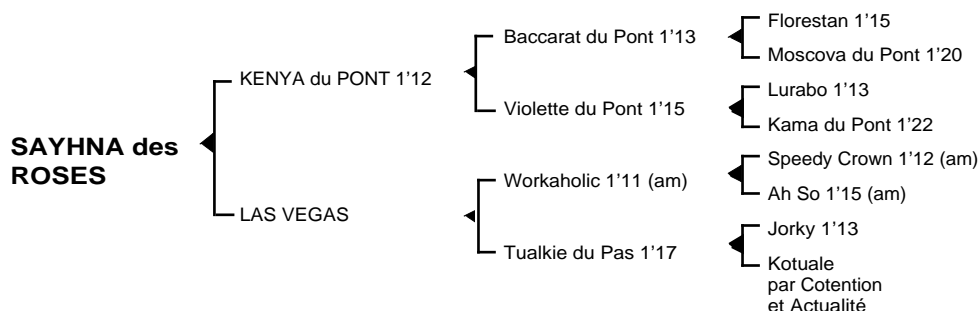 Florestan 1’15
Baccarat du Pont 1’13
Moscova du Pont 1’20
KENYA du PONT 1’12
Lurabo 1’13
Violette du Pont 1’15
Kama du Pont 1’22
SAYHNA des
ROSES
Speedy Crown 1’12 (am)
Workaholic 1’11 (am)
Ah So 1’15 (am)
LAS VEGAS
Jorky 1’13
Tualkie du Pas 1’17
Kotuale
par Cotention
et Actualité